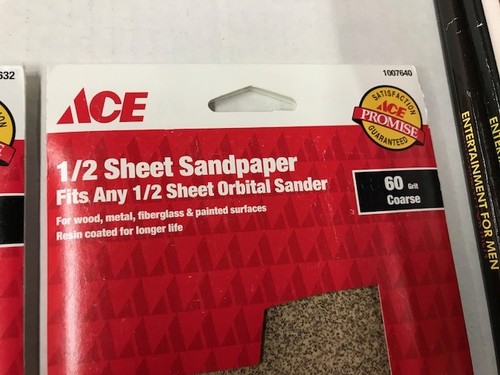 632
1007640
ACE
SATISFACTION
ACE
PROMISE
GUARANTEED
1/2 Sheet Sandpaper
Fits Any 1/2 Sheet Orbital Sander
For wood, metal, fiberglass & painted surfaces
Resin coated for longer life
60 Grit
Coarse
ENTERTAINMENT FOR MEN